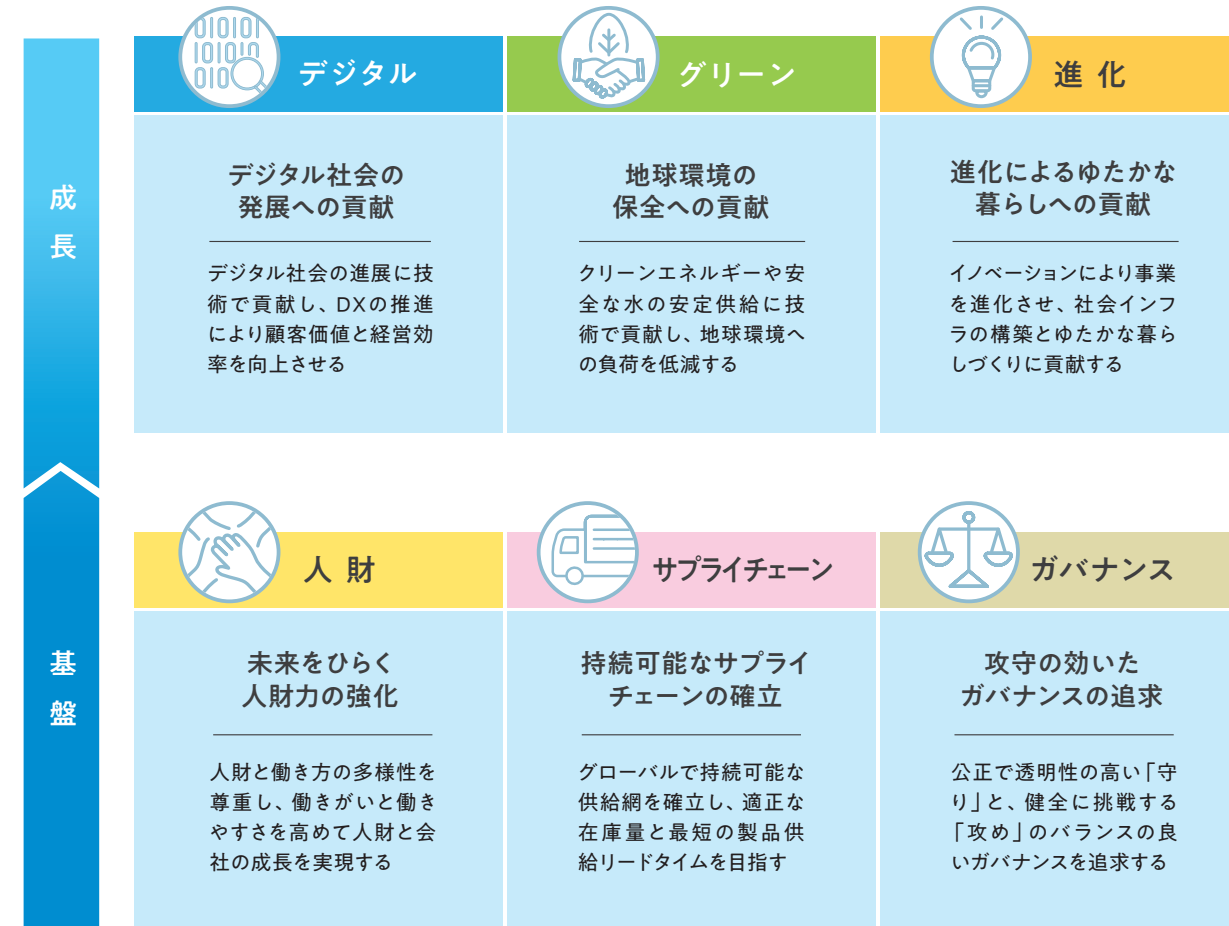 成長
デジタル
デジタル社会の
発展への貢献
デジタル社会の進展に技
術で貢献し、DXの推進
により顧客価値と経営効
率を向上させる
グリーン
地球環境の
保全への貢献
クリーンエネルギーや安
全な水の安定供給に技
術で貢献し、地球環境へ
の負荷を低減する
進化
進化によるゆたかな
暮らしへの貢献
イノベーションにより事業
を進化させ、社会インフ
ラの構築とゆたかな暮ら
しづくりに貢献する
基盤
人財
未来をひらく
人財力の強化
人財と働き方の多様性を
尊重し、働きがいと働き
やすさを高めて人財と会
社の成長を実現する
サプライチェーン
持続可能なサプライ
チェーンの確立
グローバルで持続可能な
供給網を確立し、適正な
在庫量と最短の製品供
給リードタイムを目指す
ガバナンス
攻守の効いた
ガバナンスの追求
公正で透明性の高い「守
り」と、健全に挑戦する
「攻め」のバランスの良
いガバナンスを追求する